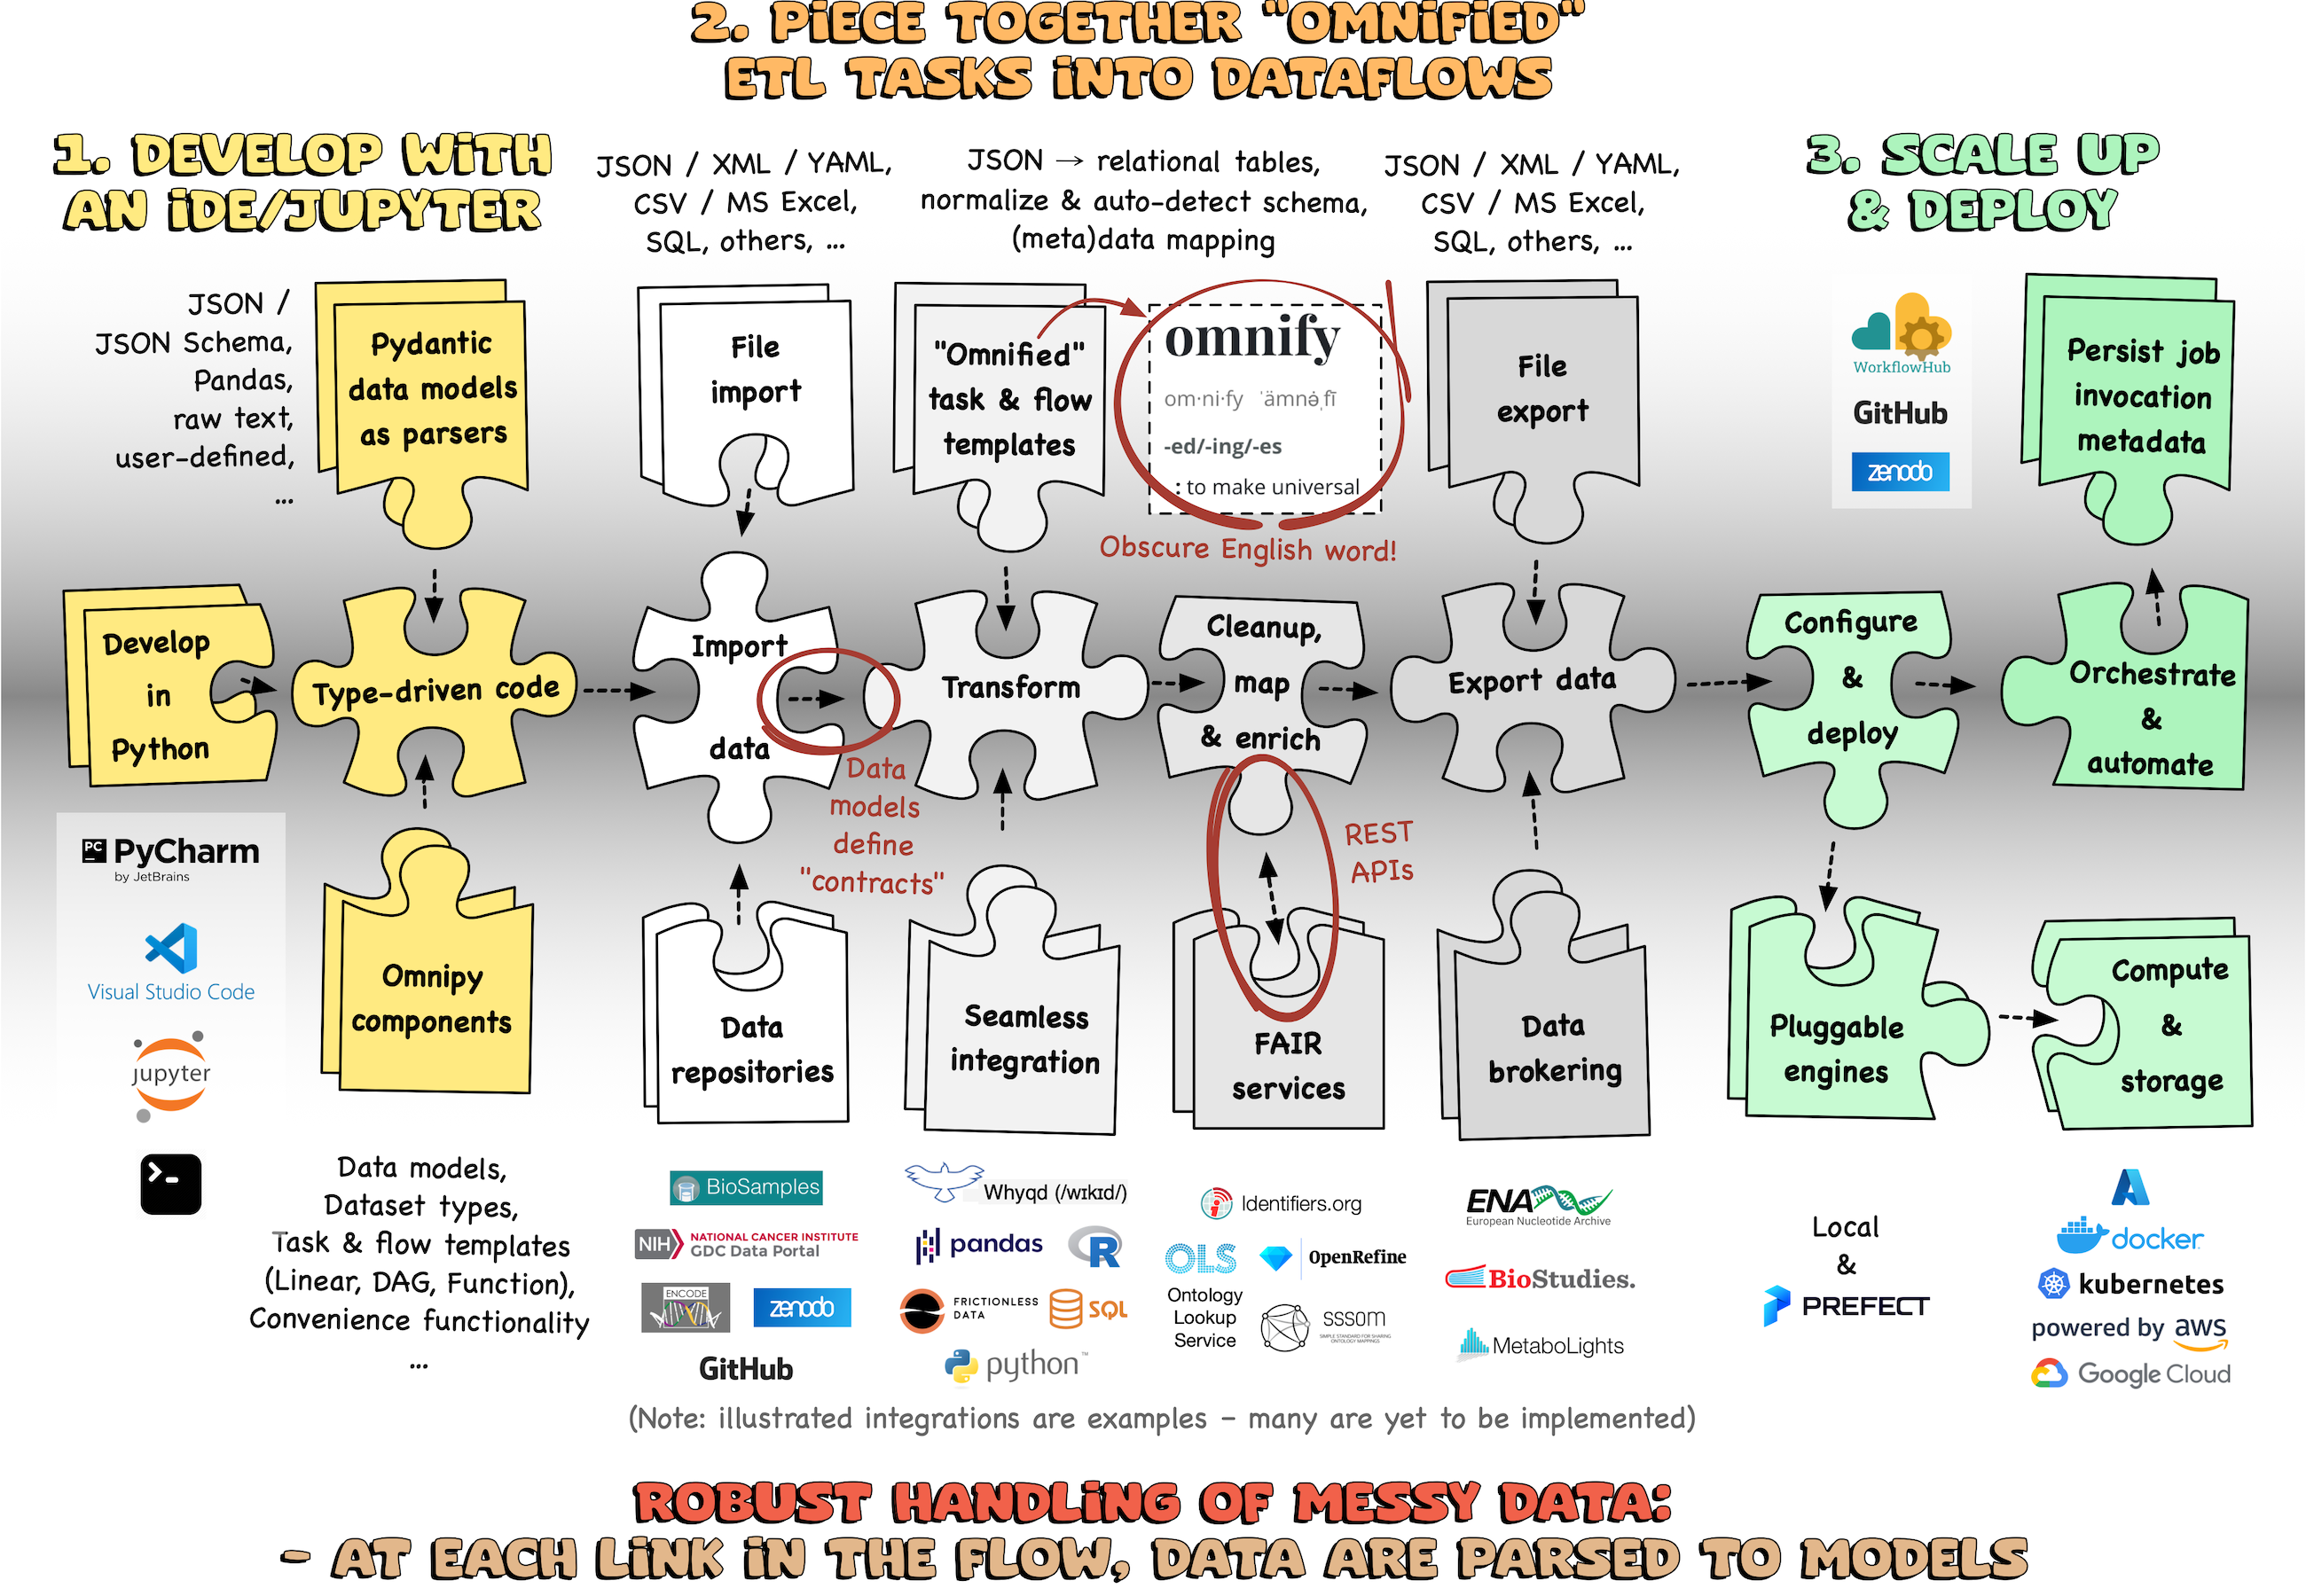 2. PiECE TOGETHER "OMNiFiED"
ETL TASKS iNTO DATAFLOWS
1. DEVELOP WiTH
AN iDE/JUPYTER
JSON / XML / YAML,
CSV / MS Excel,
SQL, others, ...
JSON → relational tables,
normalize & auto-detect schema,
(meta)data mapping
JSON / XML / YAML,
CSV / MS Excel,
SQL, others, ...
3. SCALE UP
& DEPLOY
JSON /
JSON Schema,
Pandas,
raw text,
user-defined,
...
Pydantic
data models
as parsers
File
import
"Omnified"
task & flow
templates
omnify
om·ni·fy ˈämnə̇ˌfī
-ed/-ing/-es
: to make universal
Obscure English word!
File
export
WorkflowHub
GitHub
zenodo
Persist job
invocation
metadata
Develop
in
Python
Type-driven code
Import
data
Data
models
define
"contracts"
Transform
Cleanup,
map
& enrich
REST
APIs
Export data
Configure
&
deploy
Orchestrate
&
automate
PC
PyCharm
by JetBrains
Visual Studio Code
jupyter
Omnipy
components
Data
repositories
Seamless
integration
FAIR
services
Data
brokering
Pluggable
engines
Compute
&
storage
Data models,
Dataset types,
Task & flow templates
(Linear, DAG, Function),
Convenience functionality
...
BioSamples
NIH NATIONAL CANCER INSTITUTE
GDC Data Portal
ENCODE
zenodo
GitHub
Whyqd (/wɪkɪd/)
pandas
R
FRICTIONLESS
DATA
SQL
python™
Identifiers.org
OLS
Ontology
Lookup
Service
OpenRefine
sssom
SIMPLE STANDARD FOR SHARING
ONTOLOGY MAPPINGS
ENA
European Nucleotide Archive
BioStudies.
MetaboLights
Local
&
PREFECT
docker
kubernetes
powered by aws
Google Cloud
(Note: illustrated integrations are examples – many are yet to be implemented)
ROBUST HANDLiNG OF MESSY DATA:
- AT EACH LiNK iN THE FLOW, DATA ARE PARSED TO MODELS